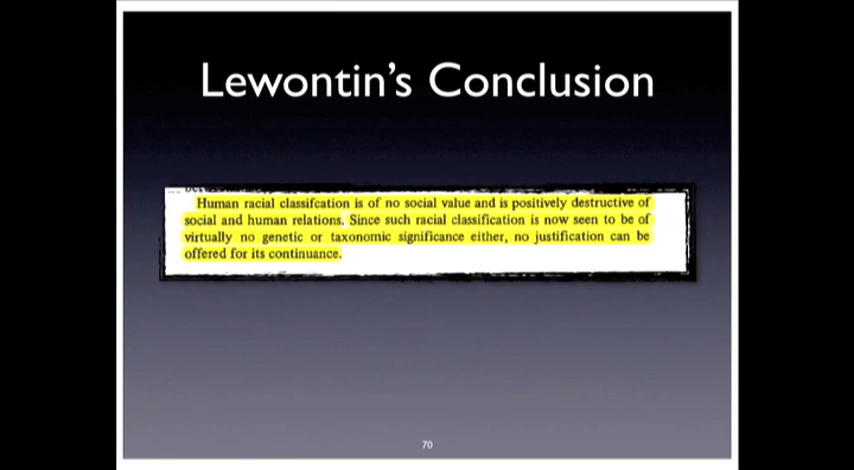 Lewontin's Conclusion
Human racial classifcation is of no social value and is positively destructive of
social and human relations. Since such racial classification is now seen to be of
virtually no genetic or taxonomic significance either, no justification can be
offered for its continuance.
70